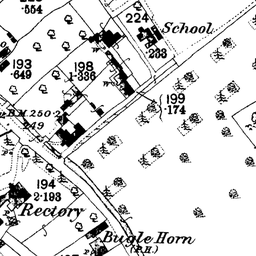 224
School
.554
193
.649
198
1.336
.233
199
.174
B.M. 250.2
249
194
2.193
Rectory
Bugle Horn
(P.H.)